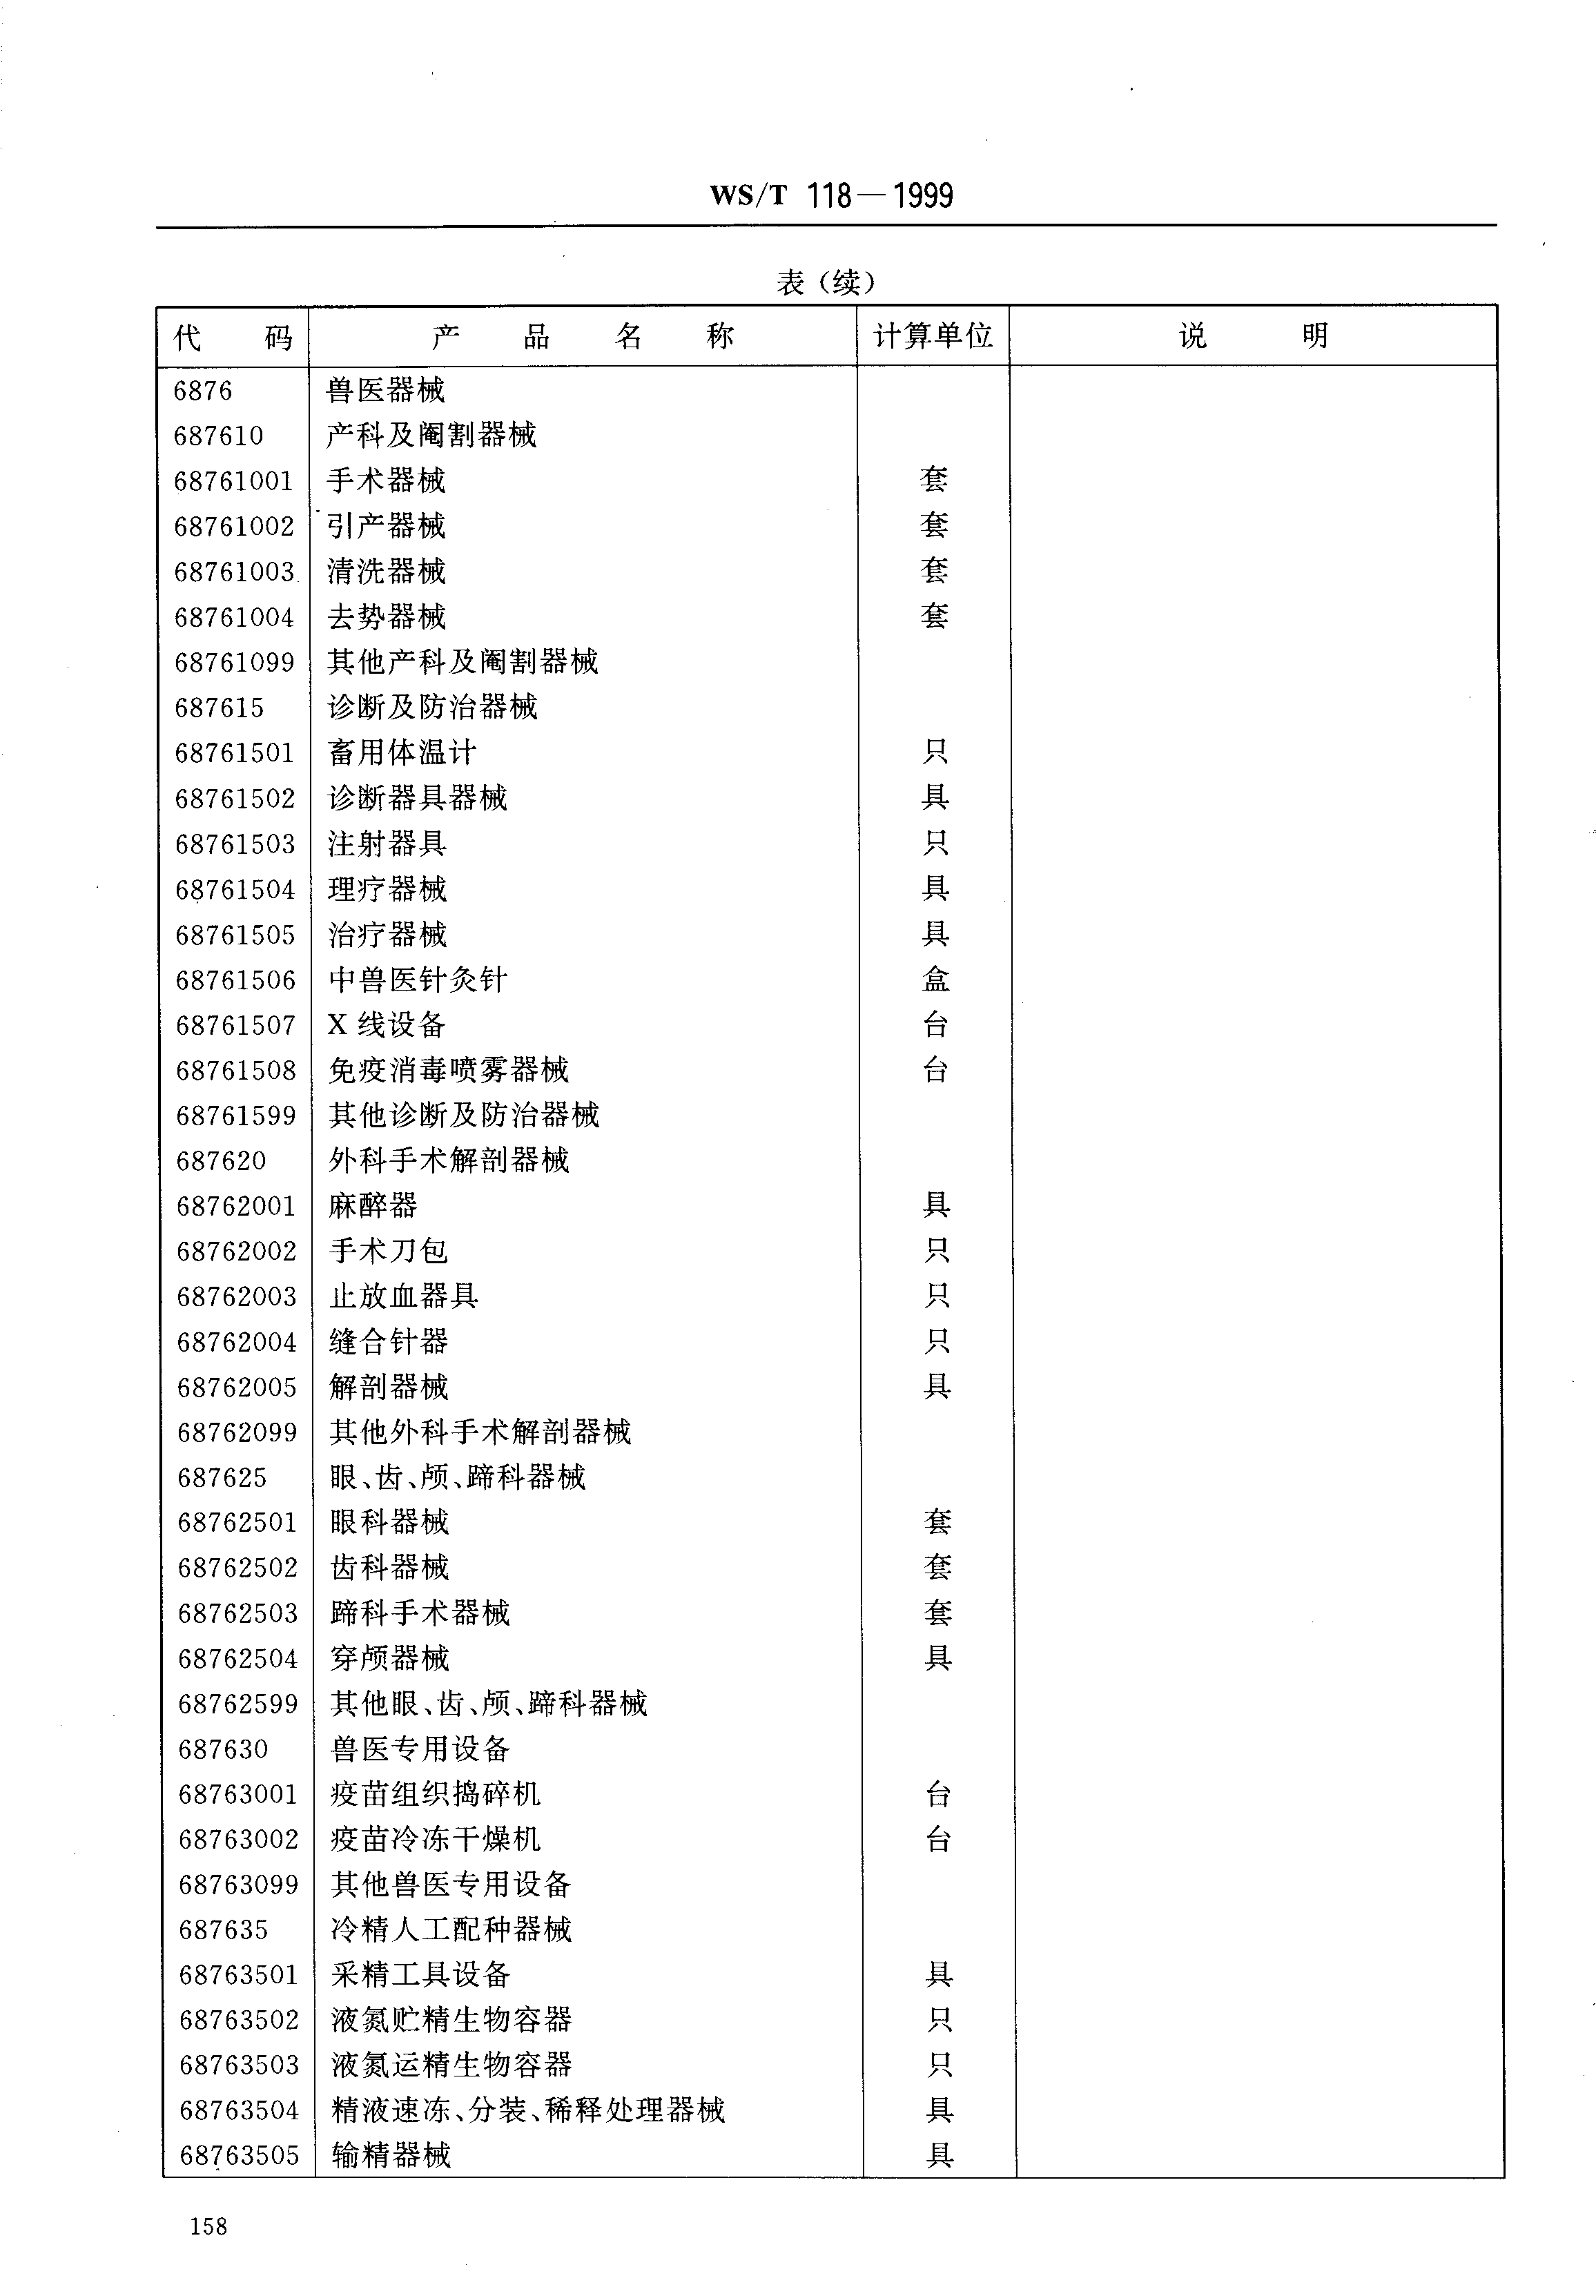 WS/T 118—1999
表（续）
代 码 产 品 名 称 计算单位 说 明
6876 兽医器械
687610 产科及阉割器械
68761001 手术器械 套
68761002 引产器械 套
68761003 清洗器械 套
68761004 去势器械 套
68761099 其他产科及阉割器械
687615 诊断及防治器械
68761501 畜用体温计 只
68761502 诊断器具器械 具
68761503 注射器具 只
68761504 理疗器械 具
68761505 治疗器械 具
68761506 中兽医针灸针 盒
68761507 X 线设备 台
68761508 免疫消毒喷雾器械 台
68761599 其他诊断及防治器械
687620 外科手术解剖器械
68762001 麻醉器 具
68762002 手术刀包 只
68762003 止放血器具 只
68762004 缝合针器 只
68762005 解剖器械 具
68762099 其他外科手术解剖器械
687625 眼、齿、颅、蹄科器械
68762501 眼科器械 套
68762502 齿科器械 套
68762503 蹄科手术器械 套
68762504 穿颅器械 具
68762599 其他眼、齿、颅、蹄科器械
687630 兽医专用设备
68763001 疫苗组织捣碎机 台
68763002 疫苗冷冻干燥机 台
68763099 其他兽医专用设备
687635 冷精人工配种器械
68763501 采精工具设备 具
68763502 液氮贮精生物容器 只
68763503 液氮运精生物容器 只
68763504 精液速冻、分装、稀释处理器械 具
68763505 输精器械 具
158